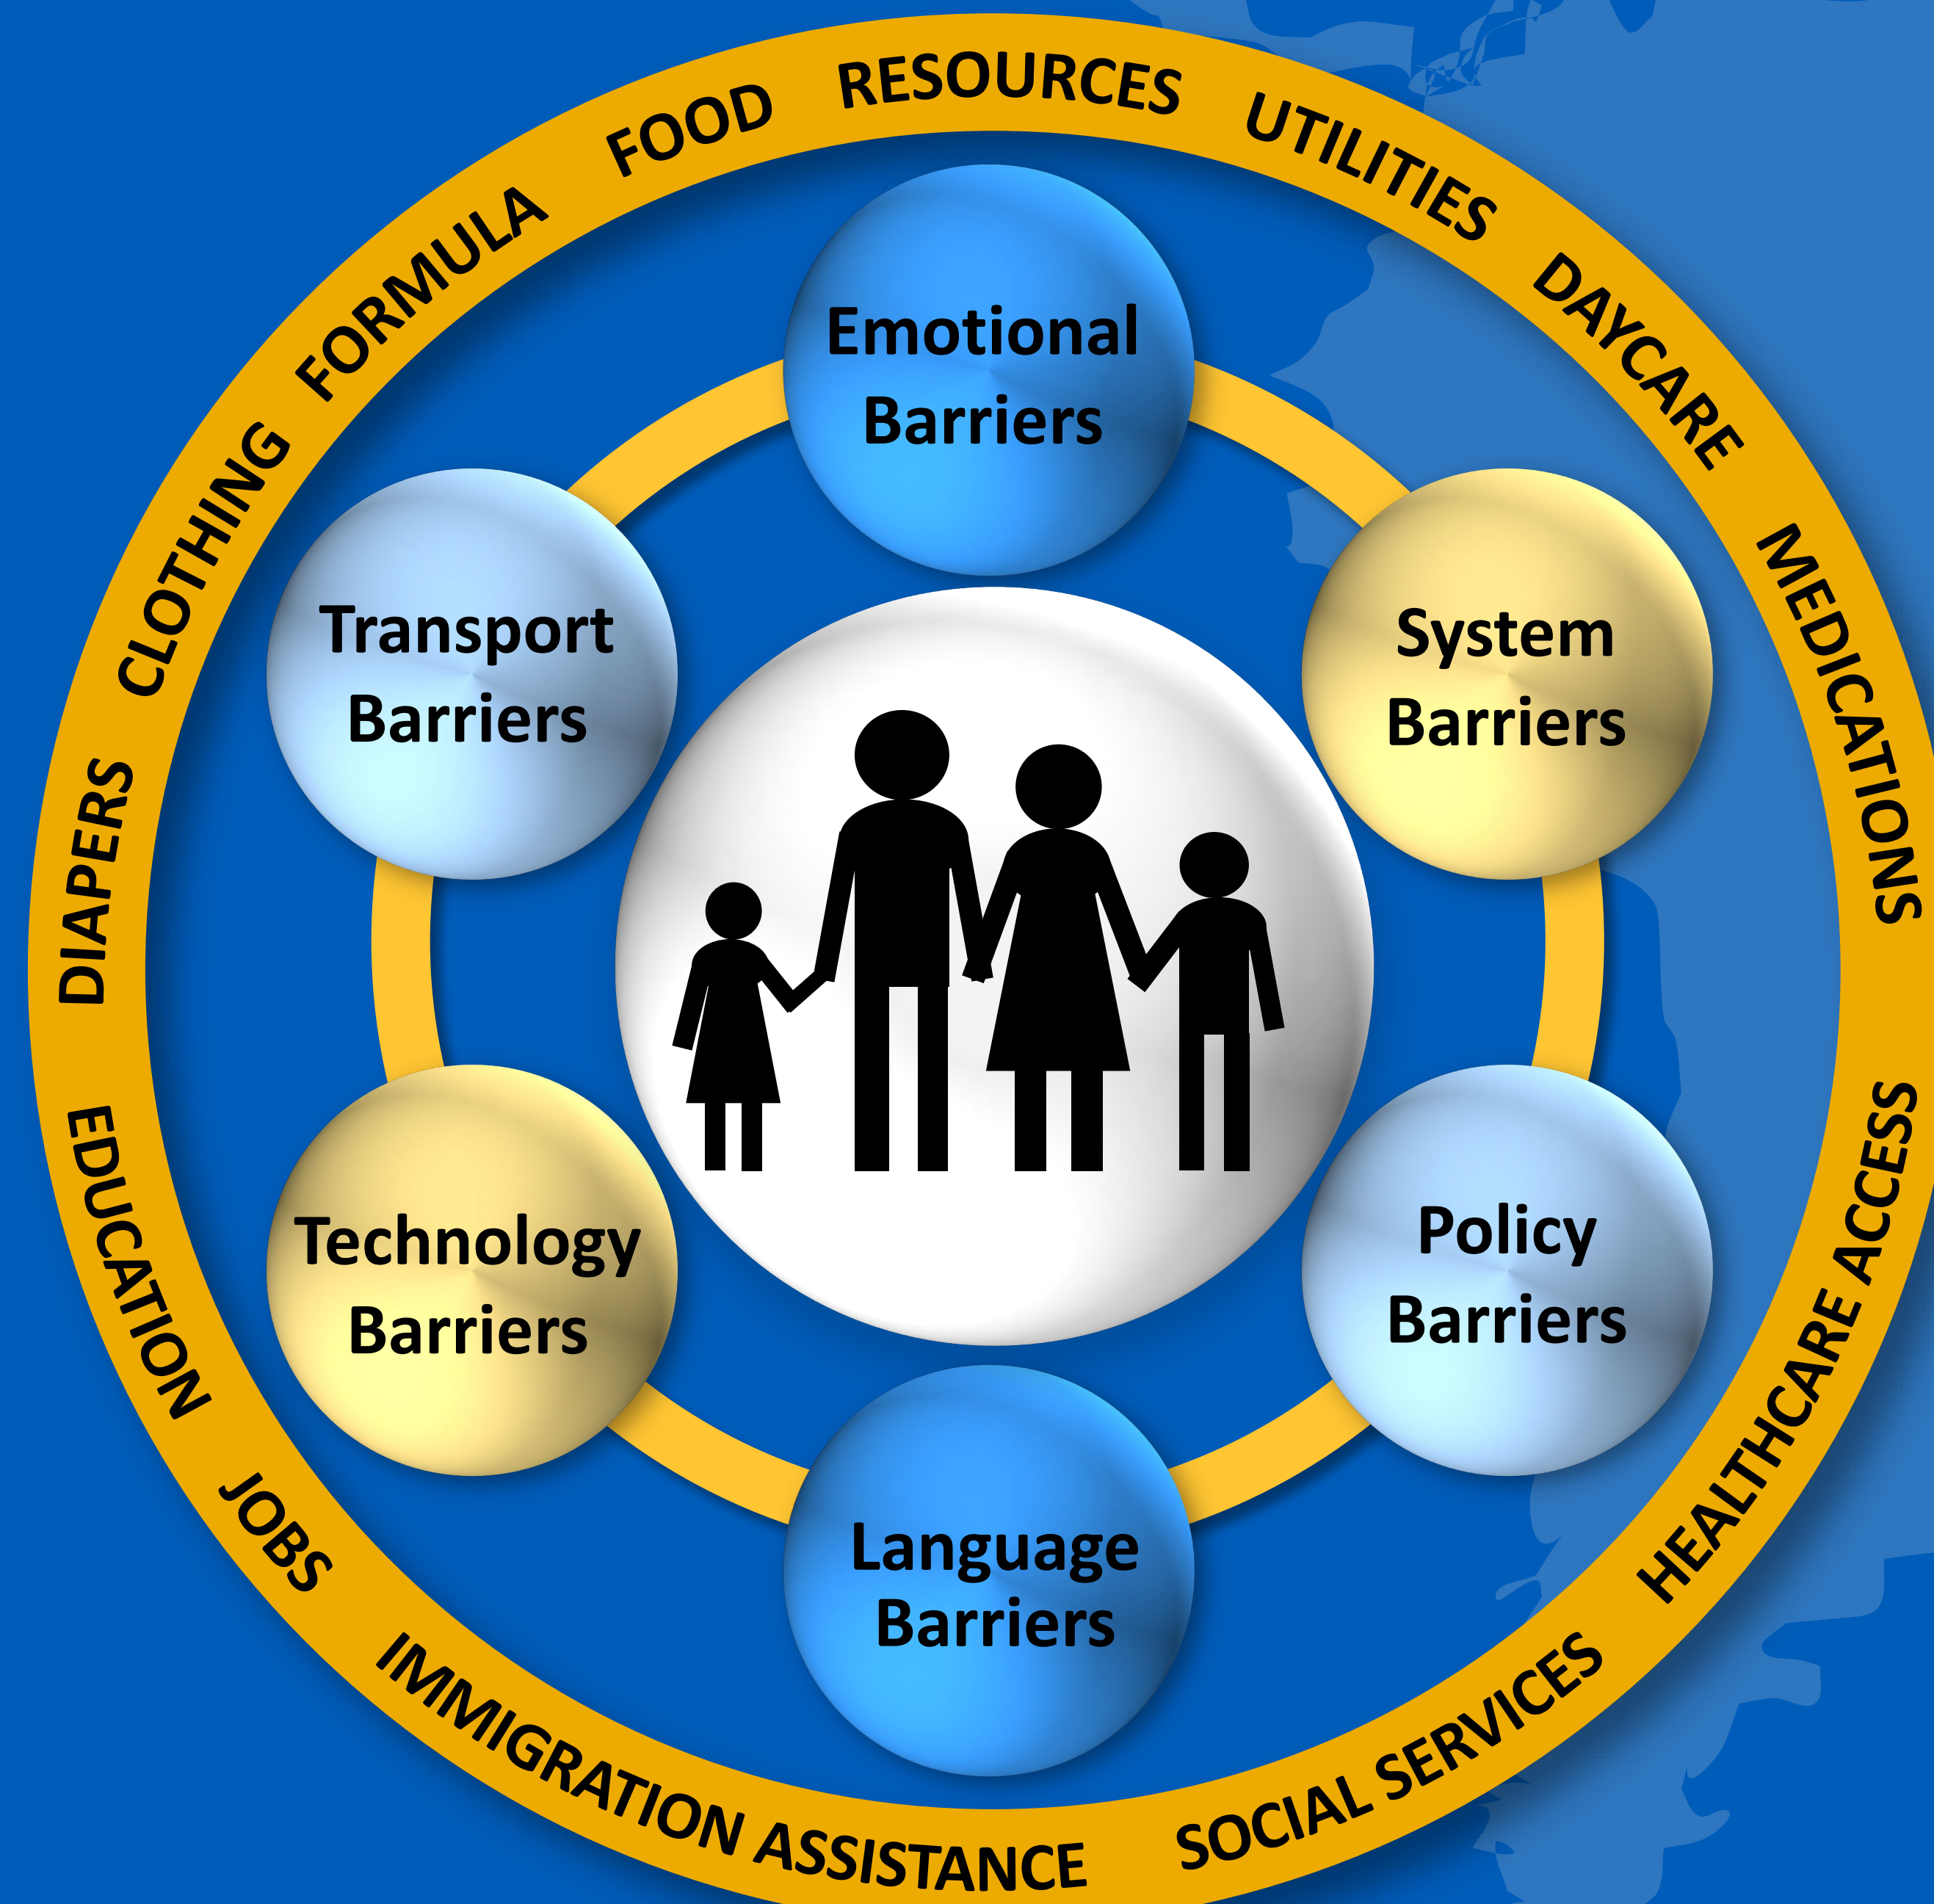 RESOURCES
UTILITIES
DAYCARE
MEDICATIONS
HEALTHCARE ACCESS
SOCIAL SERVICES
IMMIGRATION ASSISTANCE
JOBS
EDUCATION
DIAPERS
CLOTHING
FORMULA
FOOD
Emotional
Barriers
System
Barriers
Policy
Barriers
Language
Barriers
Technology
Barriers
Transport
Barriers